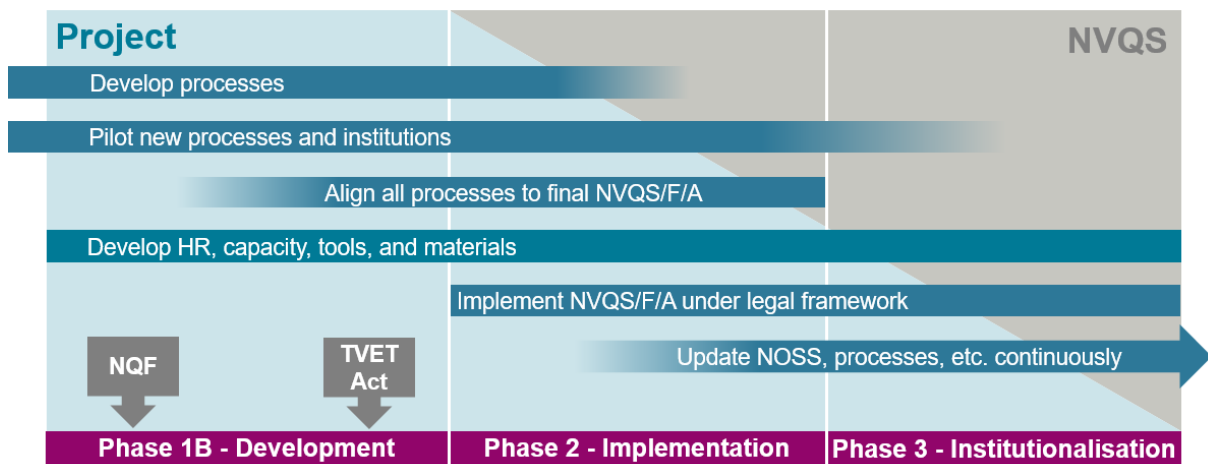 Project
NVQS
Develop processes
Pilot new processes and institutions
Align all processes to final NVQS/F/A
Develop HR, capacity, tools, and materials
Implement NVQS/F/A under legal framework
Update NOSS, processes, etc. continuously
NQF
TVET
Act
Phase 1B - Development
Phase 2 - Implementation
Phase 3 - Institutionalisation